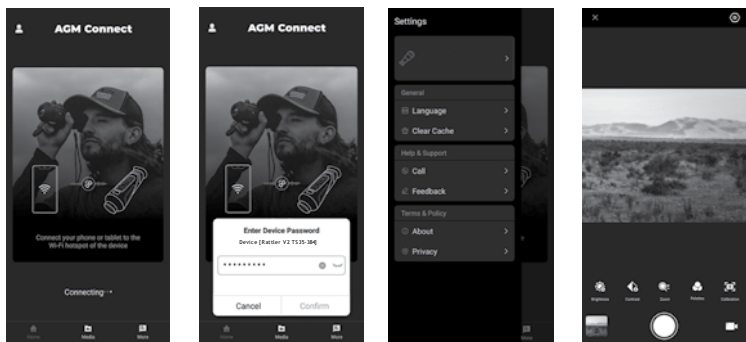 AGM Connect
Connect your phone or tablet to the
Wi-Fi hotspot of the device
Connecting
Home
Media
More
AGM Connect
Enter Device Password
Device [Rattler V2 TS35-384]
*********
Cancel
Confirm
Home
Media
More
Settings
General
Language
Clear Cache
Help & Support
Call
Feedback
Terms & Policy
About
Privacy
More
Brightness
Contrast
Zoom
Palettes
Calibration